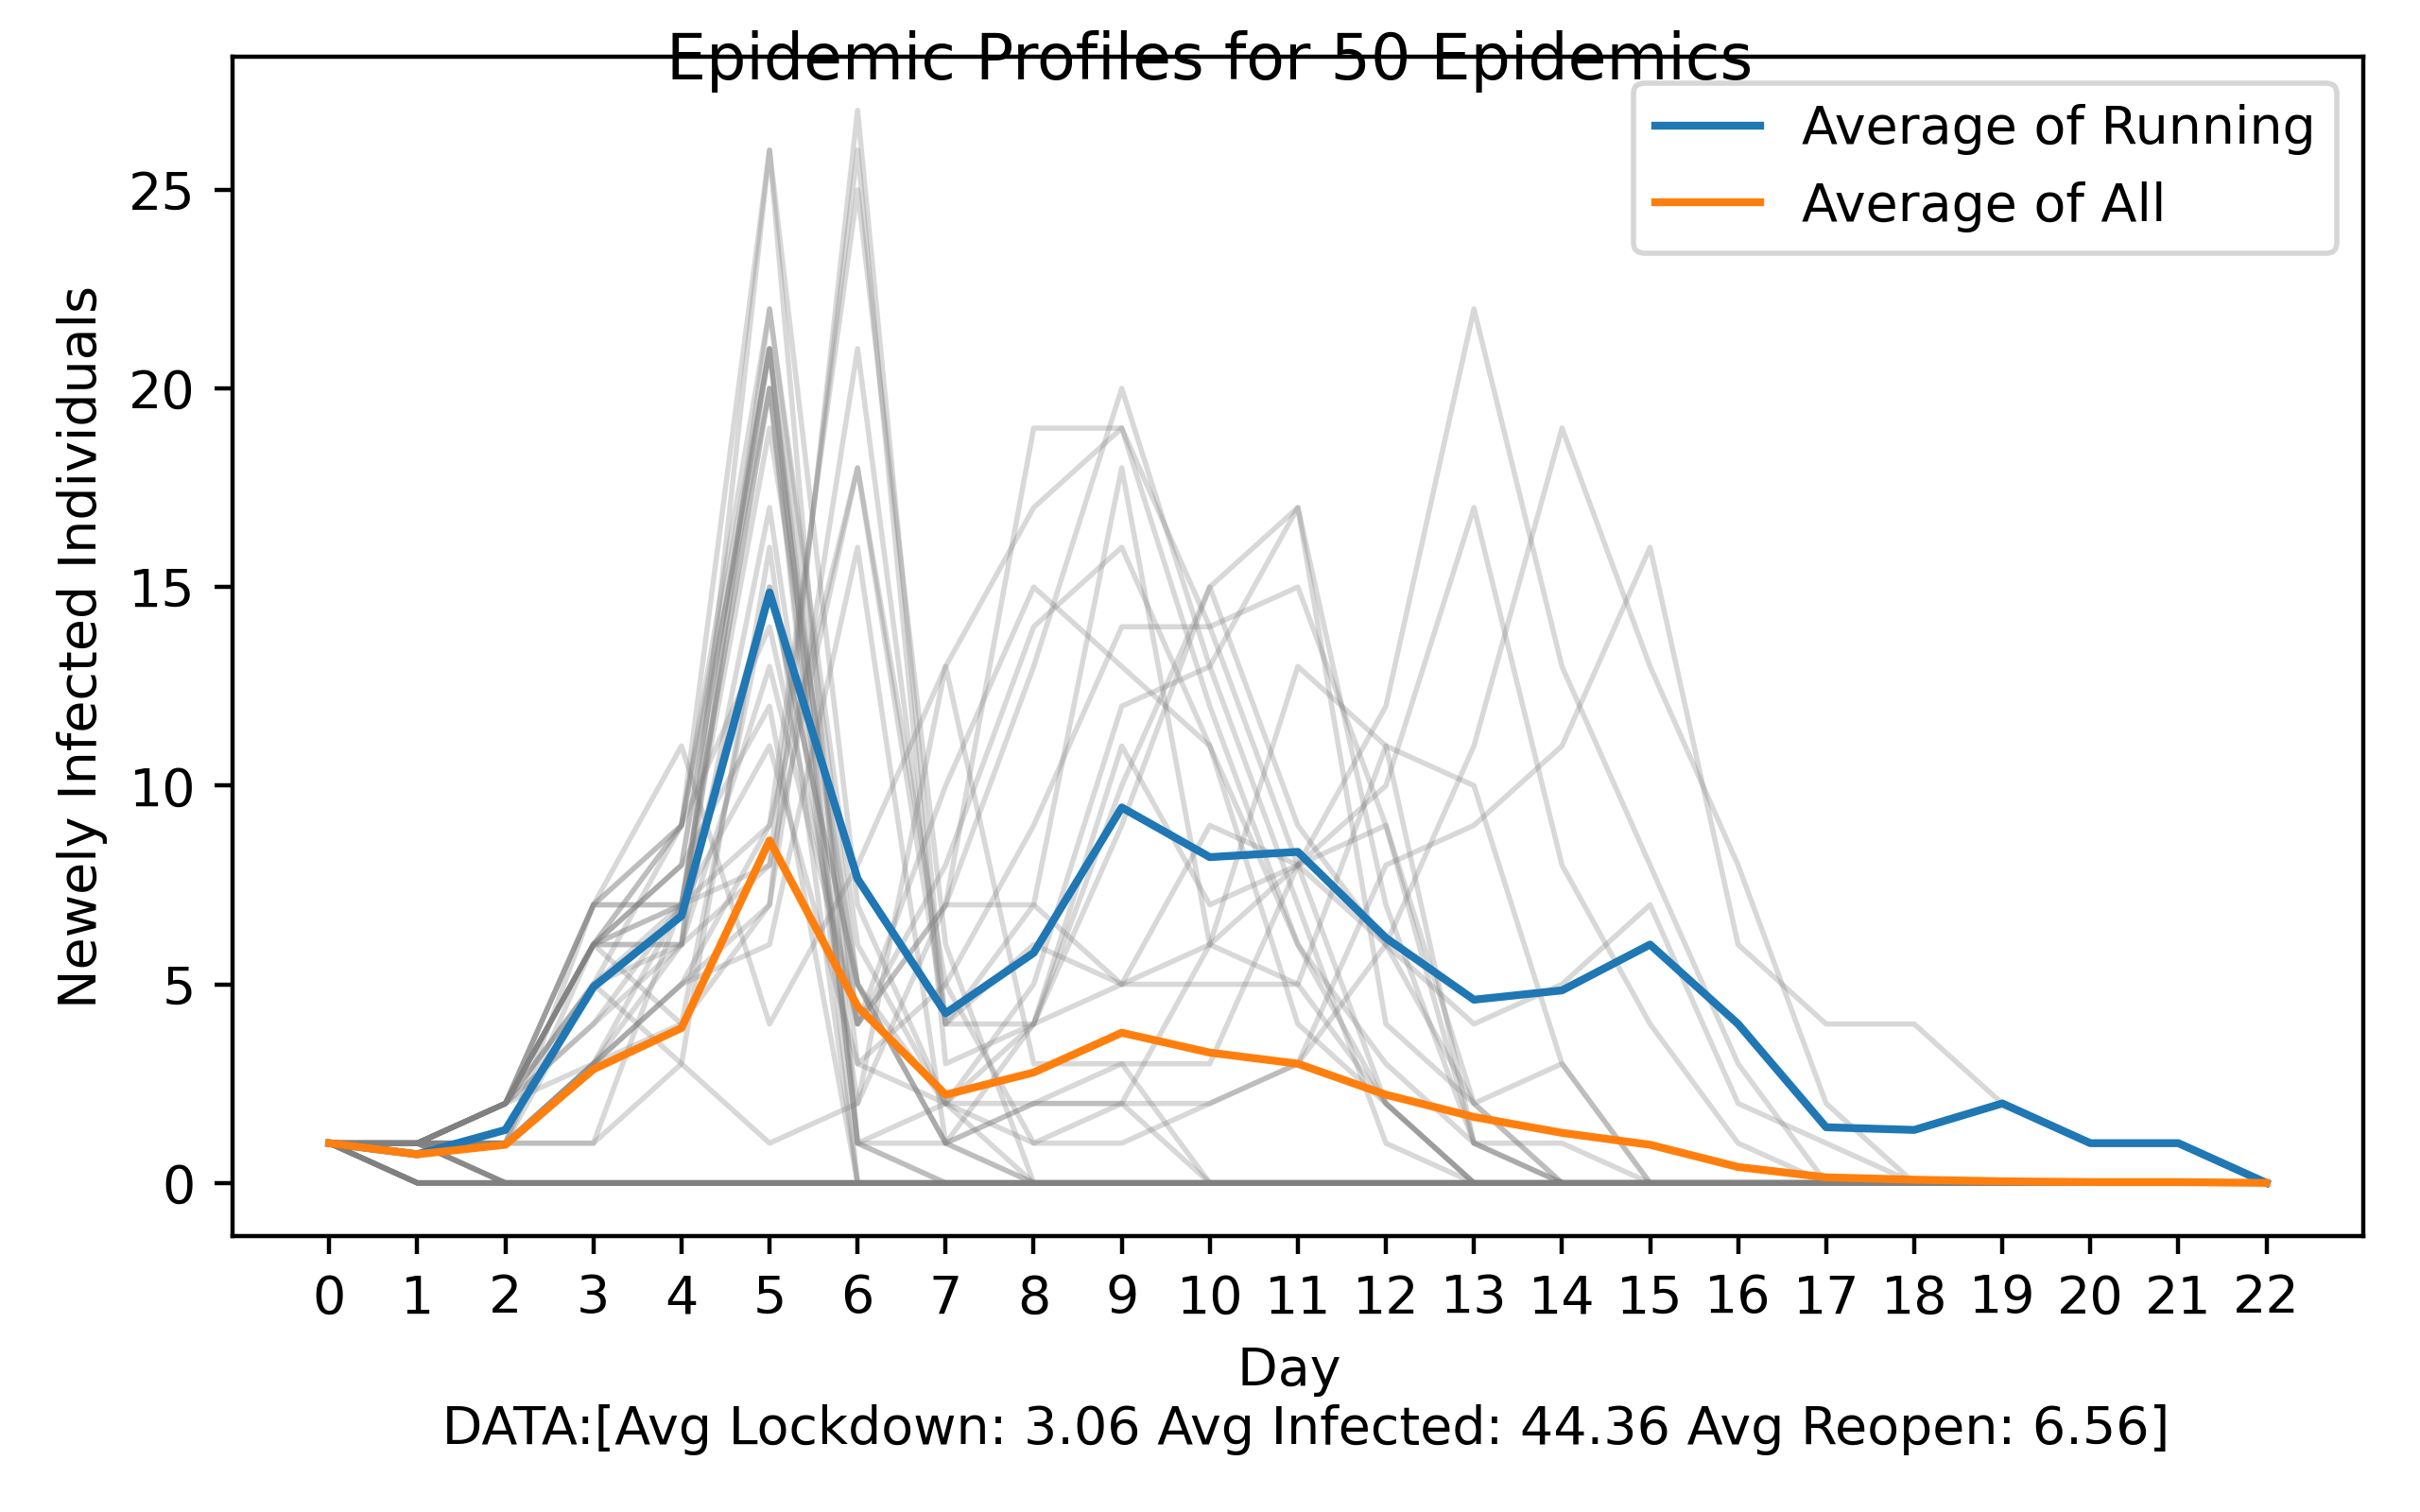 Epidemic Profiles for 50 Epidemics
Average of Running
Average of All
Newely Infected Individuals
25
20
15
10
5
0
0 1 2 3 4 5 6 7 8 9 10 11 12 13 14 15 16 17 18 19 20 21 22
Day
DATA:[Avg Lockdown: 3.06 Avg Infected: 44.36 Avg Reopen: 6.56]